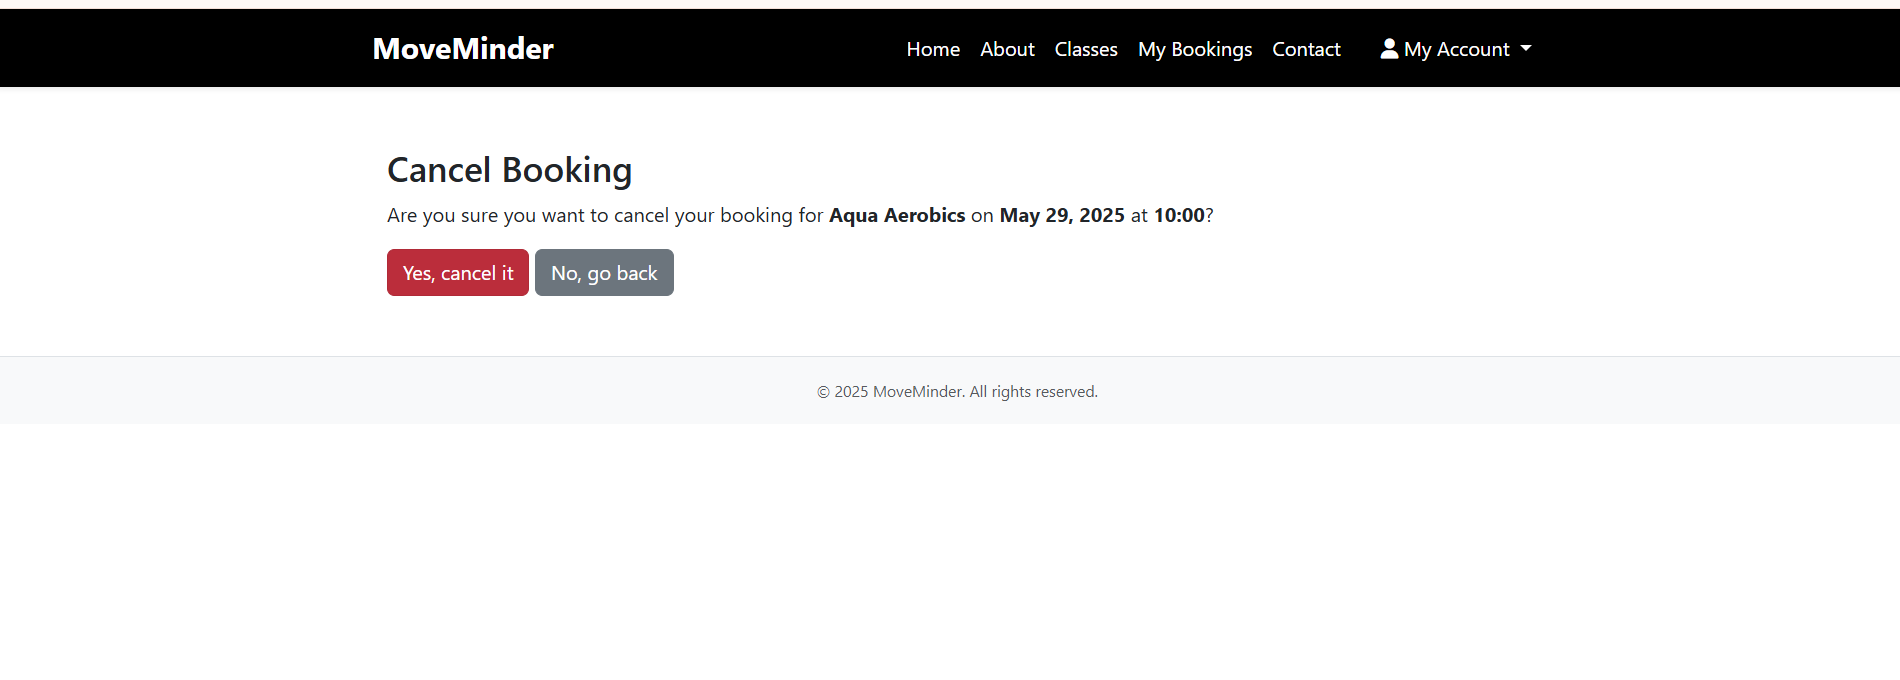 MoveMinder Home About Classes My Bookings Contact My Account
Cancel Booking
Are you sure you want to cancel your booking for Aqua Aerobics on May 29, 2025 at 10:00?
Yes, cancel it No, go back
© 2025 MoveMinder. All rights reserved.